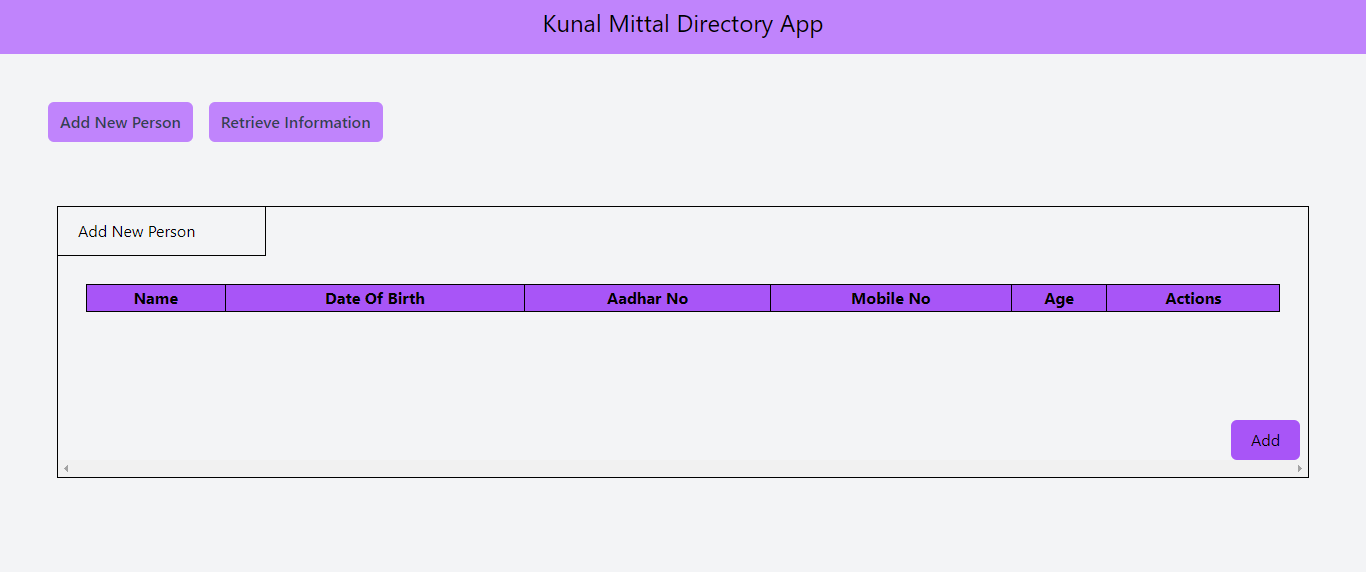 Kunal Mittal Directory App
Add New Person Retrieve Information
Add New Person
Name Date Of Birth Aadhar No Mobile No Age Actions
Add